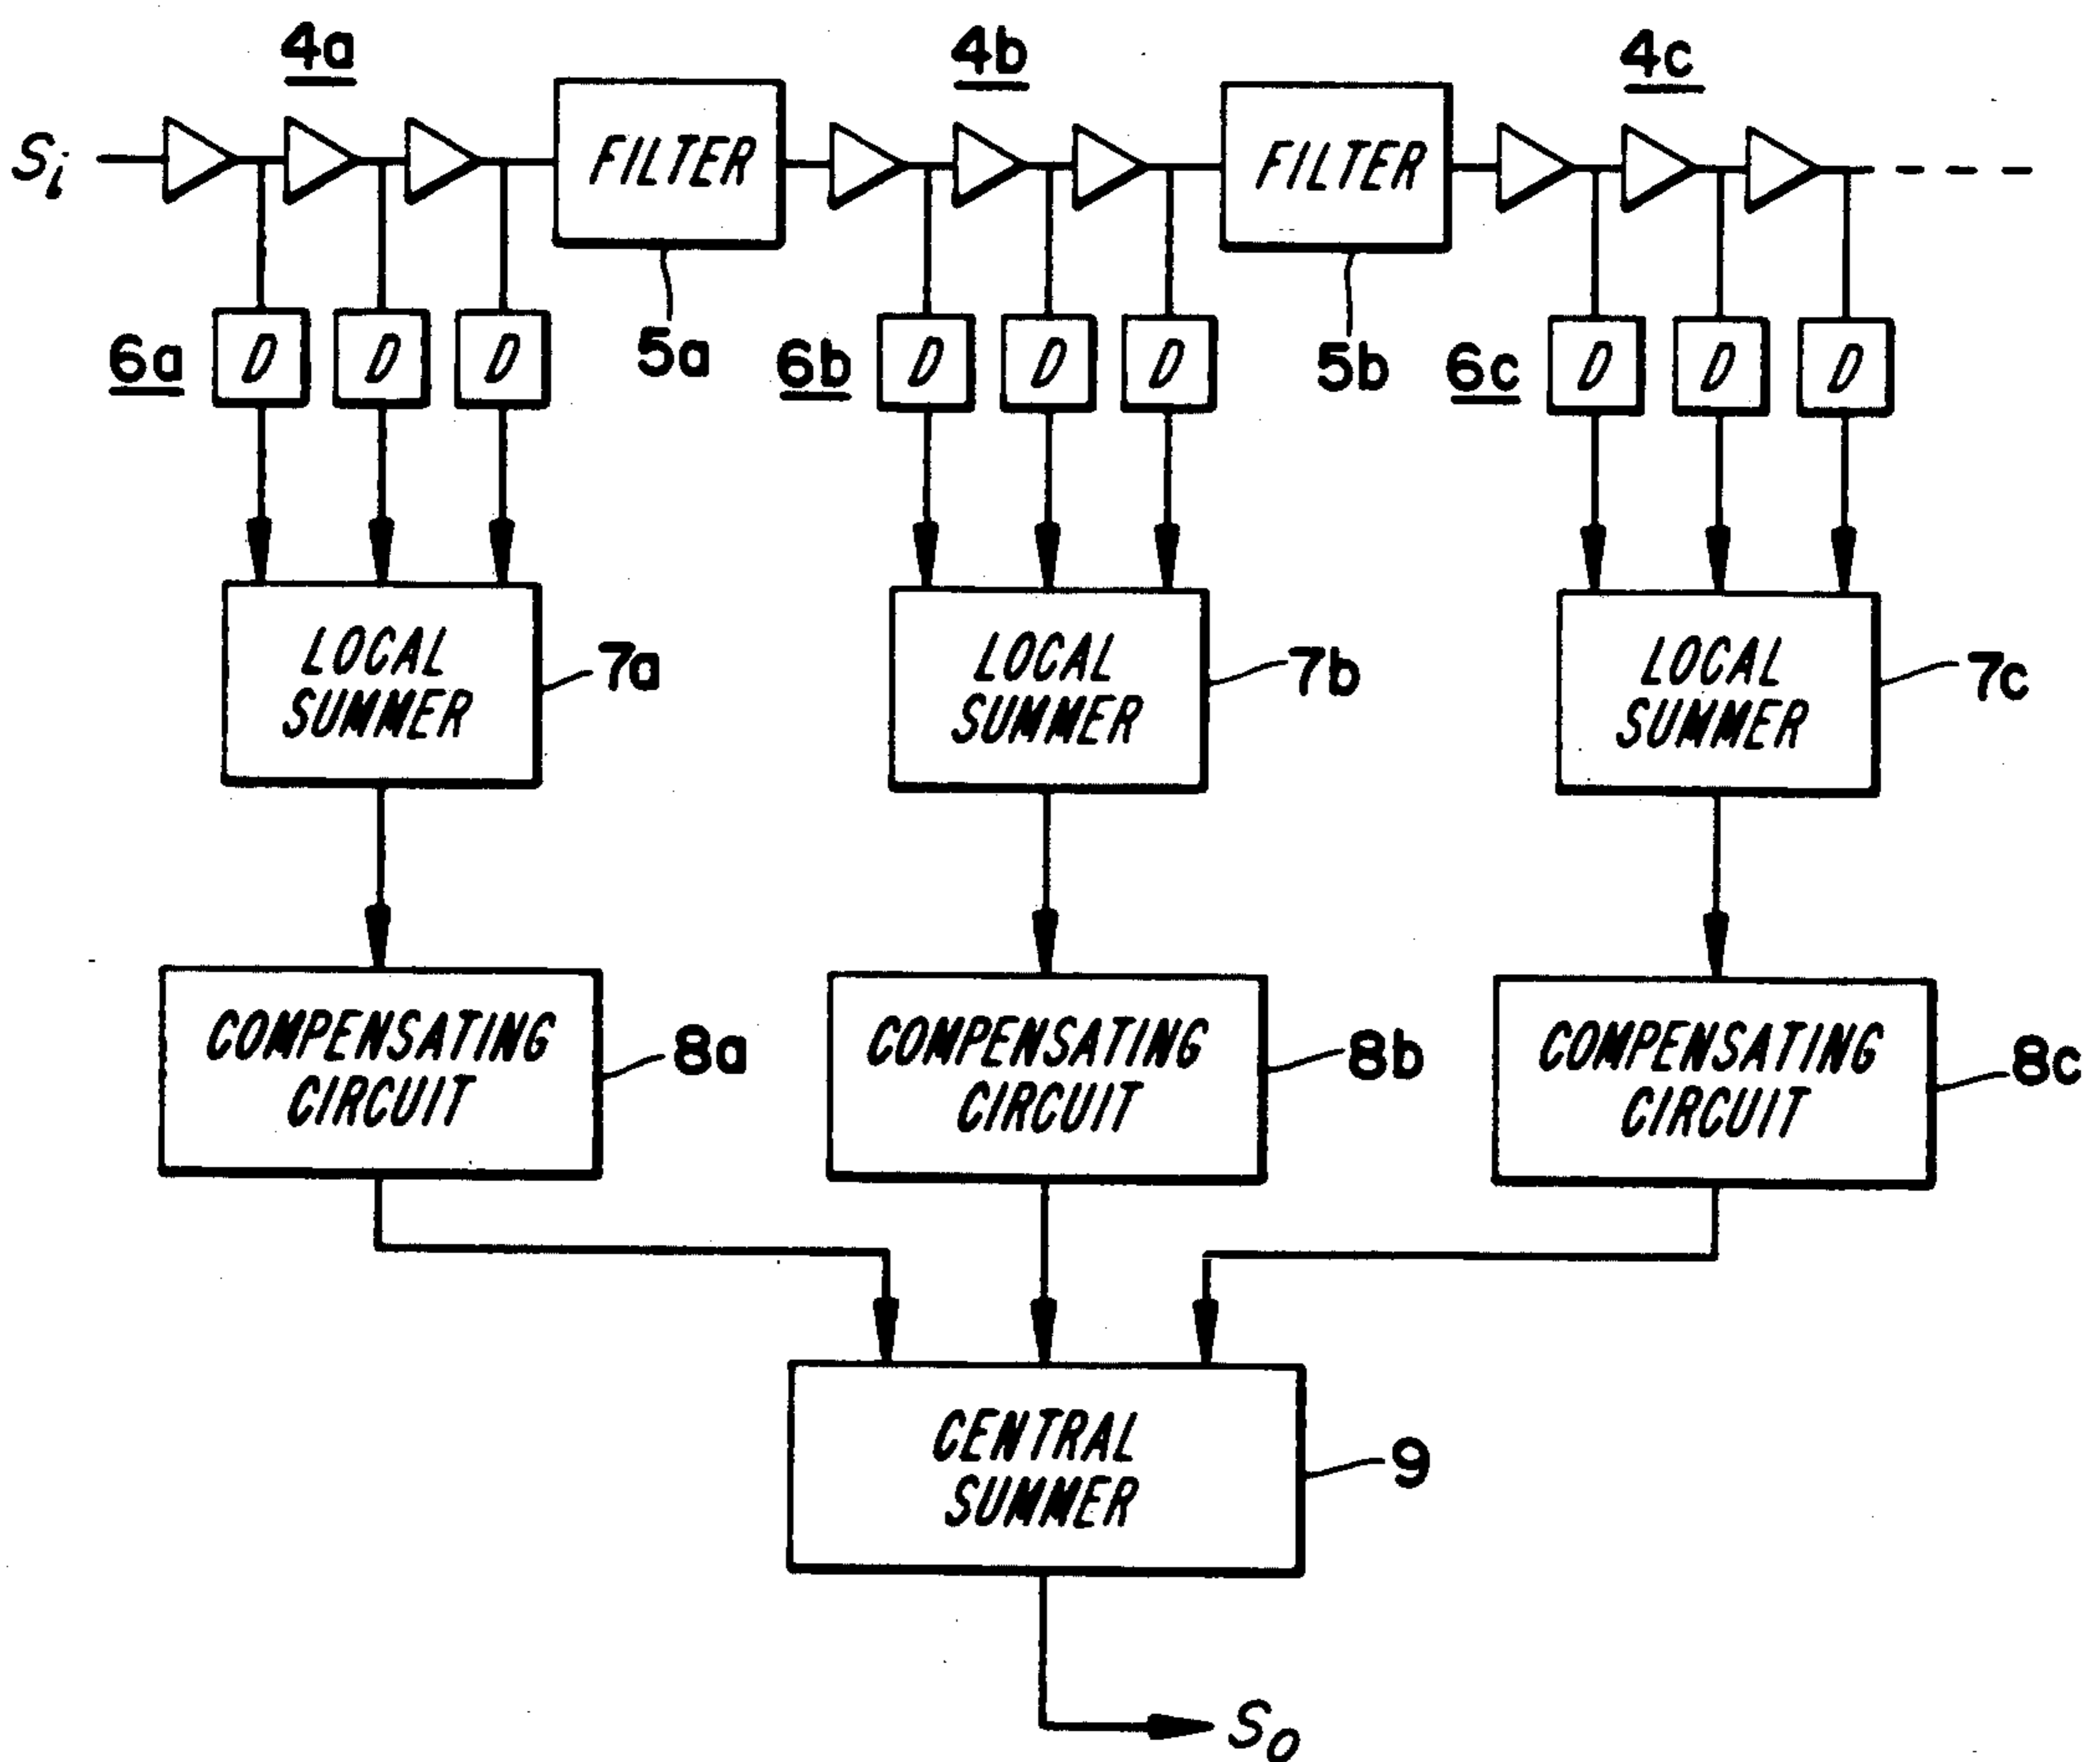 4a 4b 4c
Si FILTER FILTER
5a 5b
6a D D D 6b D D D 6c D D D
LOCAL
SUMMER
7a
LOCAL
SUMMER
7b
LOCAL
SUMMER
7c
COMPENSATING
CIRCUIT
8a
COMPENSATING
CIRCUIT
8b
COMPENSATING
CIRCUIT
8c
CENTRAL
SUMMER
9
So